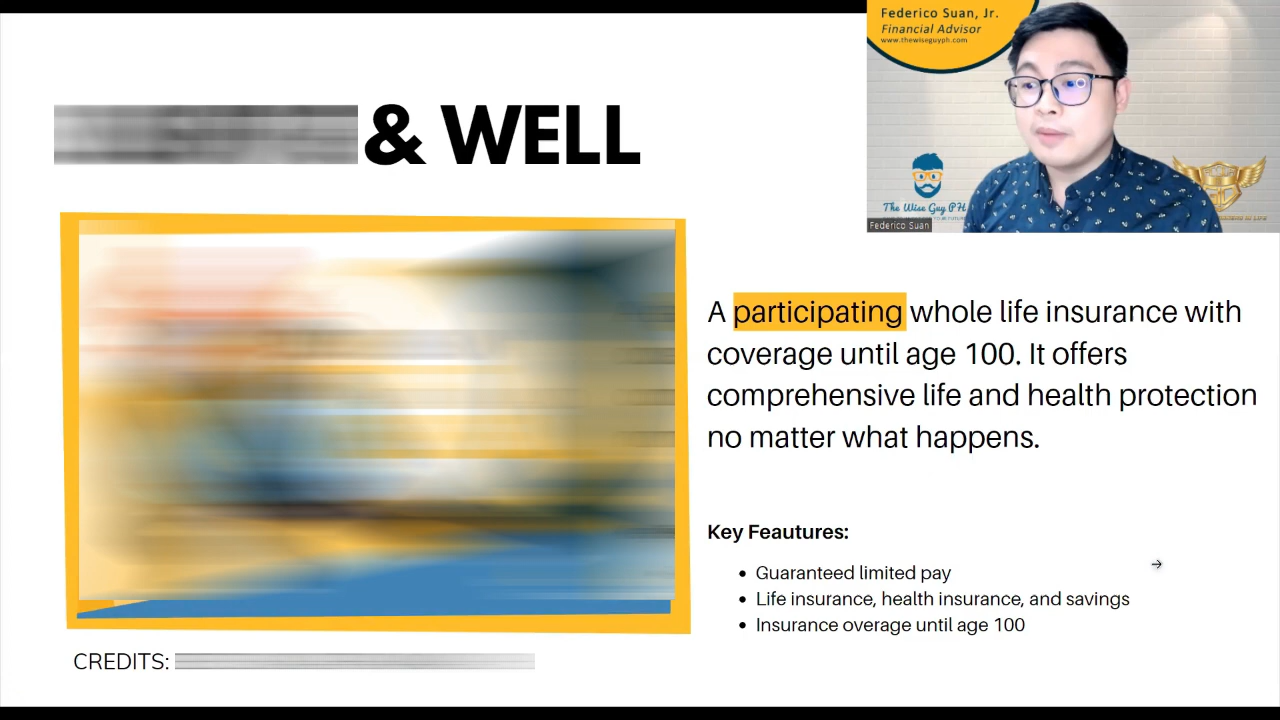 Federico Suan, Jr.
Financial Advisor
www.thewiseguyph.com
& WELL
The Wise Guy PH
Federico Suan
A participating whole life insurance with
coverage until age 100. It offers
comprehensive life and health protection
no matter what happens.
Key Feautures:
Guaranteed limited pay
Life insurance, health insurance, and savings
Insurance overage until age 100
CREDITS: